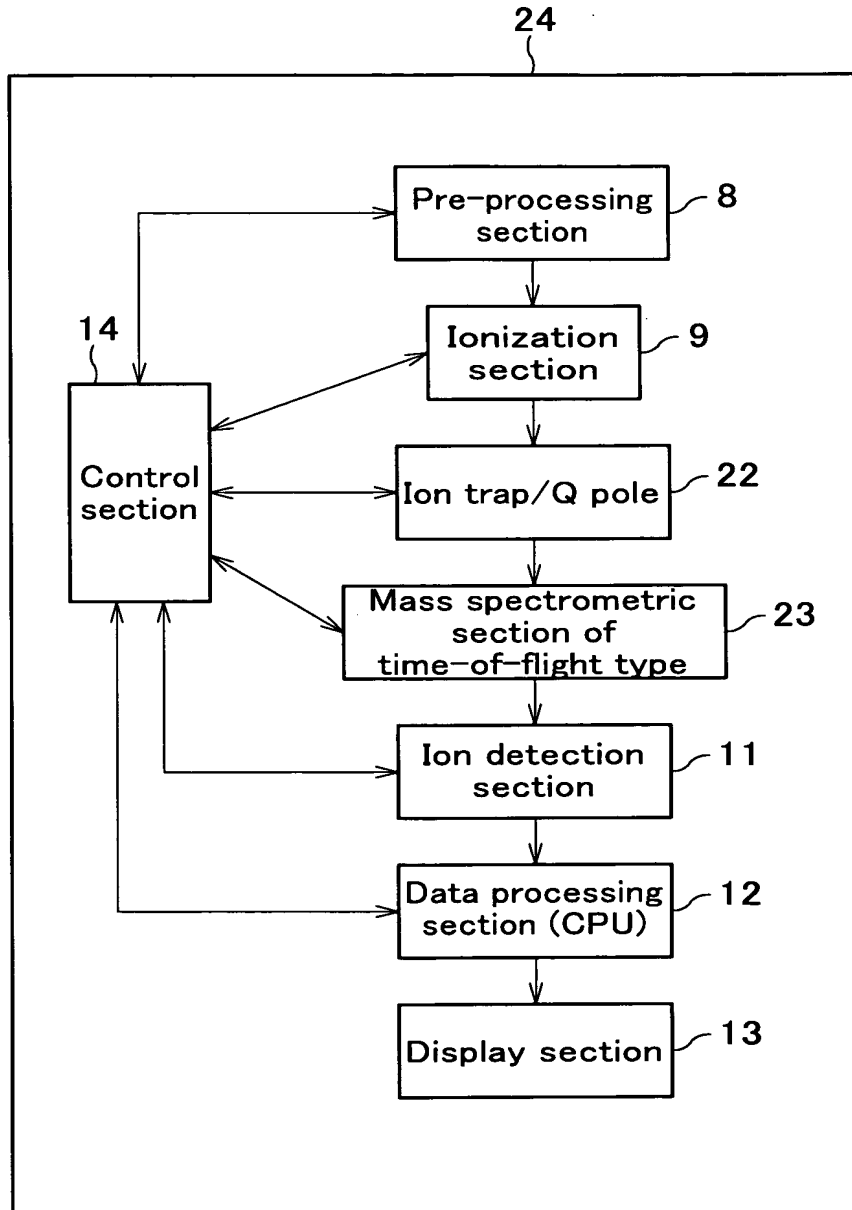 24
Pre-processing
section
8
14
Ionization
section
9
Control
section
Ion trap/Q pole
22
Mass spectrometric
section of
time-of-flight type
23
Ion detection
section
11
Data processing
section (CPU)
12
Display section
13